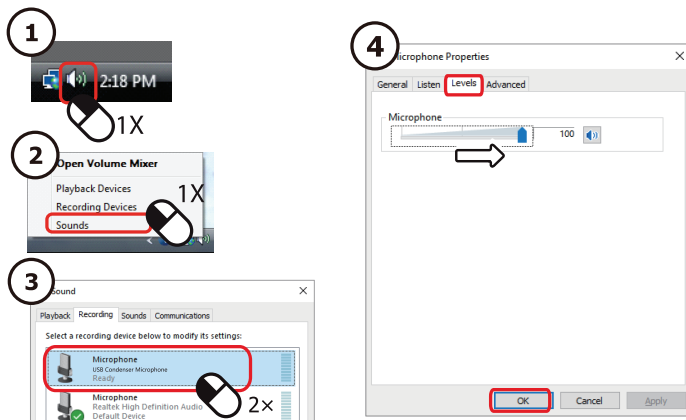 1
2:18 PM
1X
2
Open Volume Mixer
Playback Devices
Recording Devices
Sounds
1X
3
Sound
Playback Recording Sounds Communications
Select a recording device below to modify its settings:
Microphone
USB Condenser Microphone
Ready
Microphone
Realtek High Definition Audio
Default Device
2×
4
Microphone Properties
General Listen Levels Advanced
Microphone
100
OK Cancel Apply